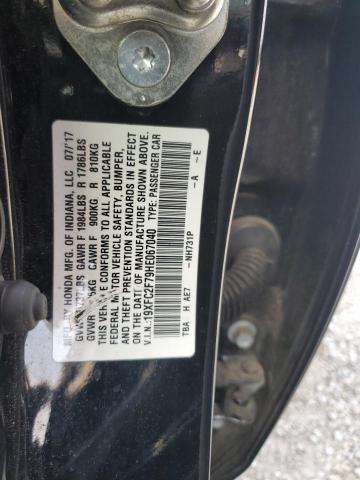 MFD. BY HONDA MFG. OF INDIANA, LLC 07/17
GVWR LBS GAWR F 1984LBS R 1786LBS
GVWR KG GAWR F 900KG R 810KG
THIS VEHICLE CONFORMS TO ALL APPLICABLE
FEDERAL MOTOR VEHICLE SAFETY, BUMPER,
AND THEFT PREVENTION STANDARDS IN EFFECT
ON THE DATE OF MANUFACTURE SHOWN ABOVE.
V.I.N.: 19XFC2F79HE067040 TYPE: PASSENGER CAR
TBA H AE7 -NH731P -A -E